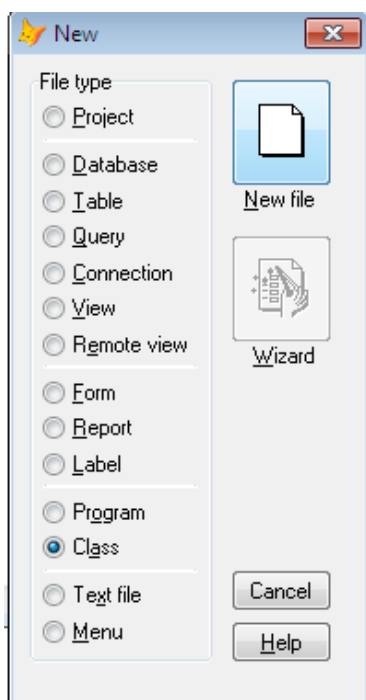 New
File type
Project
Database
Table
Query
Connection
View
Remote view
Form
Report
Label
Program
Class
Text file
Menu
New file
Wizard
Cancel
Help